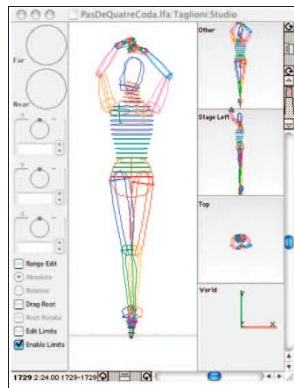 PasDeQuatreCoda.lfa:Taglioni:Studio
Far
Near
Range Edit
Absolute
Relative
Drag Root
Root Rotate
Edit Limits
Enable Limits
Other
Stage Left
Top
World
Y
X
1729 2:24.00 1729-1729